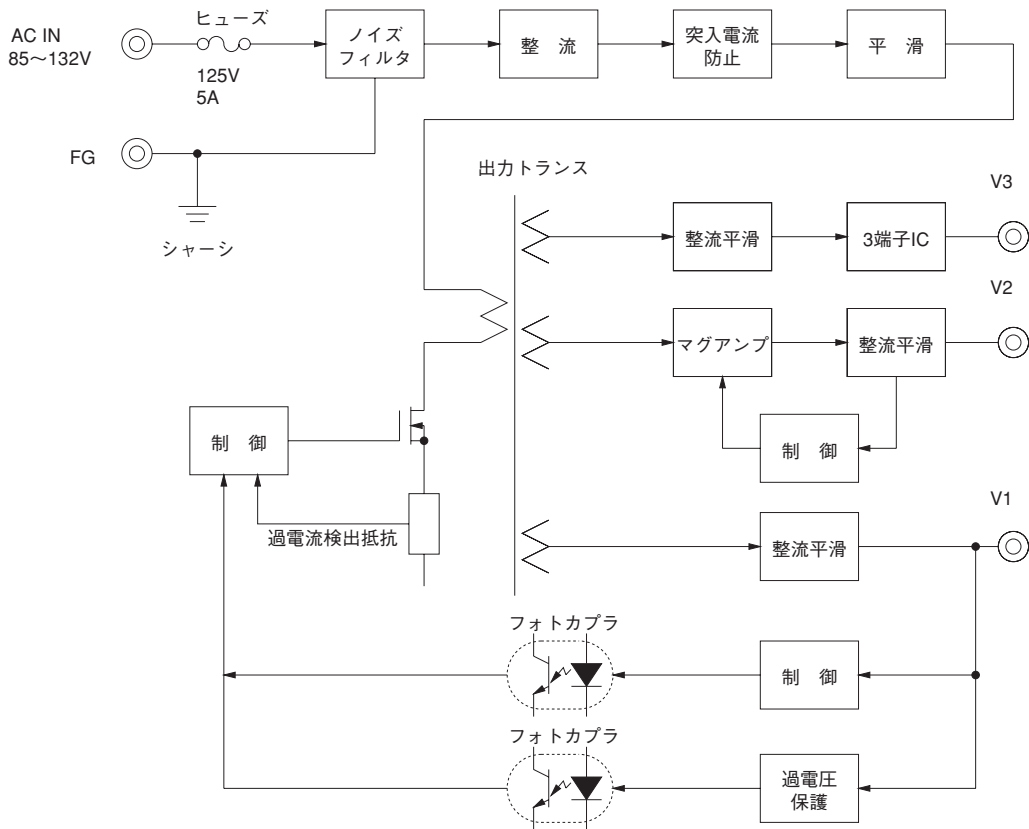 ヒューズ
AC IN
85〜132V
125V
5A
ノイズ
フィルタ
整 流
突入電流
防止
平 滑
FG
シャーシ
出力トランス
V3
整流平滑
3端子IC
V2
マグアンプ
整流平滑
制 御
制 御
過電流検出抵抗
V1
整流平滑
フォトカプラ
制 御
フォトカプラ
過電圧
保護